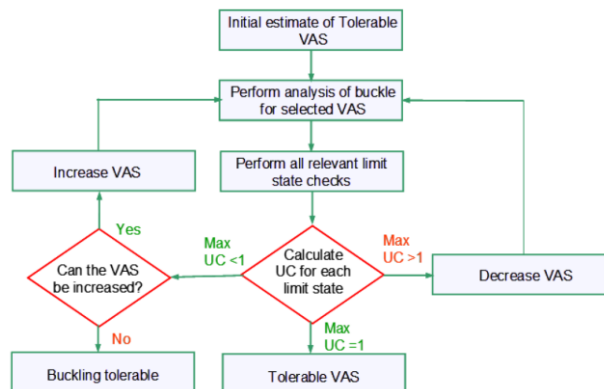 Initial estimate of Tolerable
VAS
Perform analysis of buckle
for selected VAS
Increase VAS
Perform all relevant limit
state checks
Yes
Max
UC <1
Can the VAS
be increased?
Calculate
UC for each
limit state
Max
UC >1
Decrease VAS
No
Max
UC =1
Buckling tolerable
Tolerable VAS